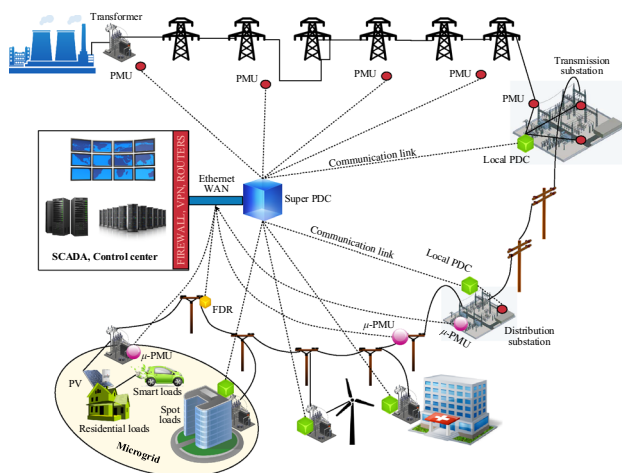 Transformer
PMU
PMU
PMU
PMU
Transmission
substation
PMU
Local PDC
Communication link
FIREWALL, VPN, ROUTERS
Ethernet
WAN
Super PDC
SCADA, Control center
Communication link
Local PDC
FDR
μ-PMU
μ-PMU
Distribution
substation
μ-PMU
PV
Smart loads
Spot
loads
Residential loads
Microgrid